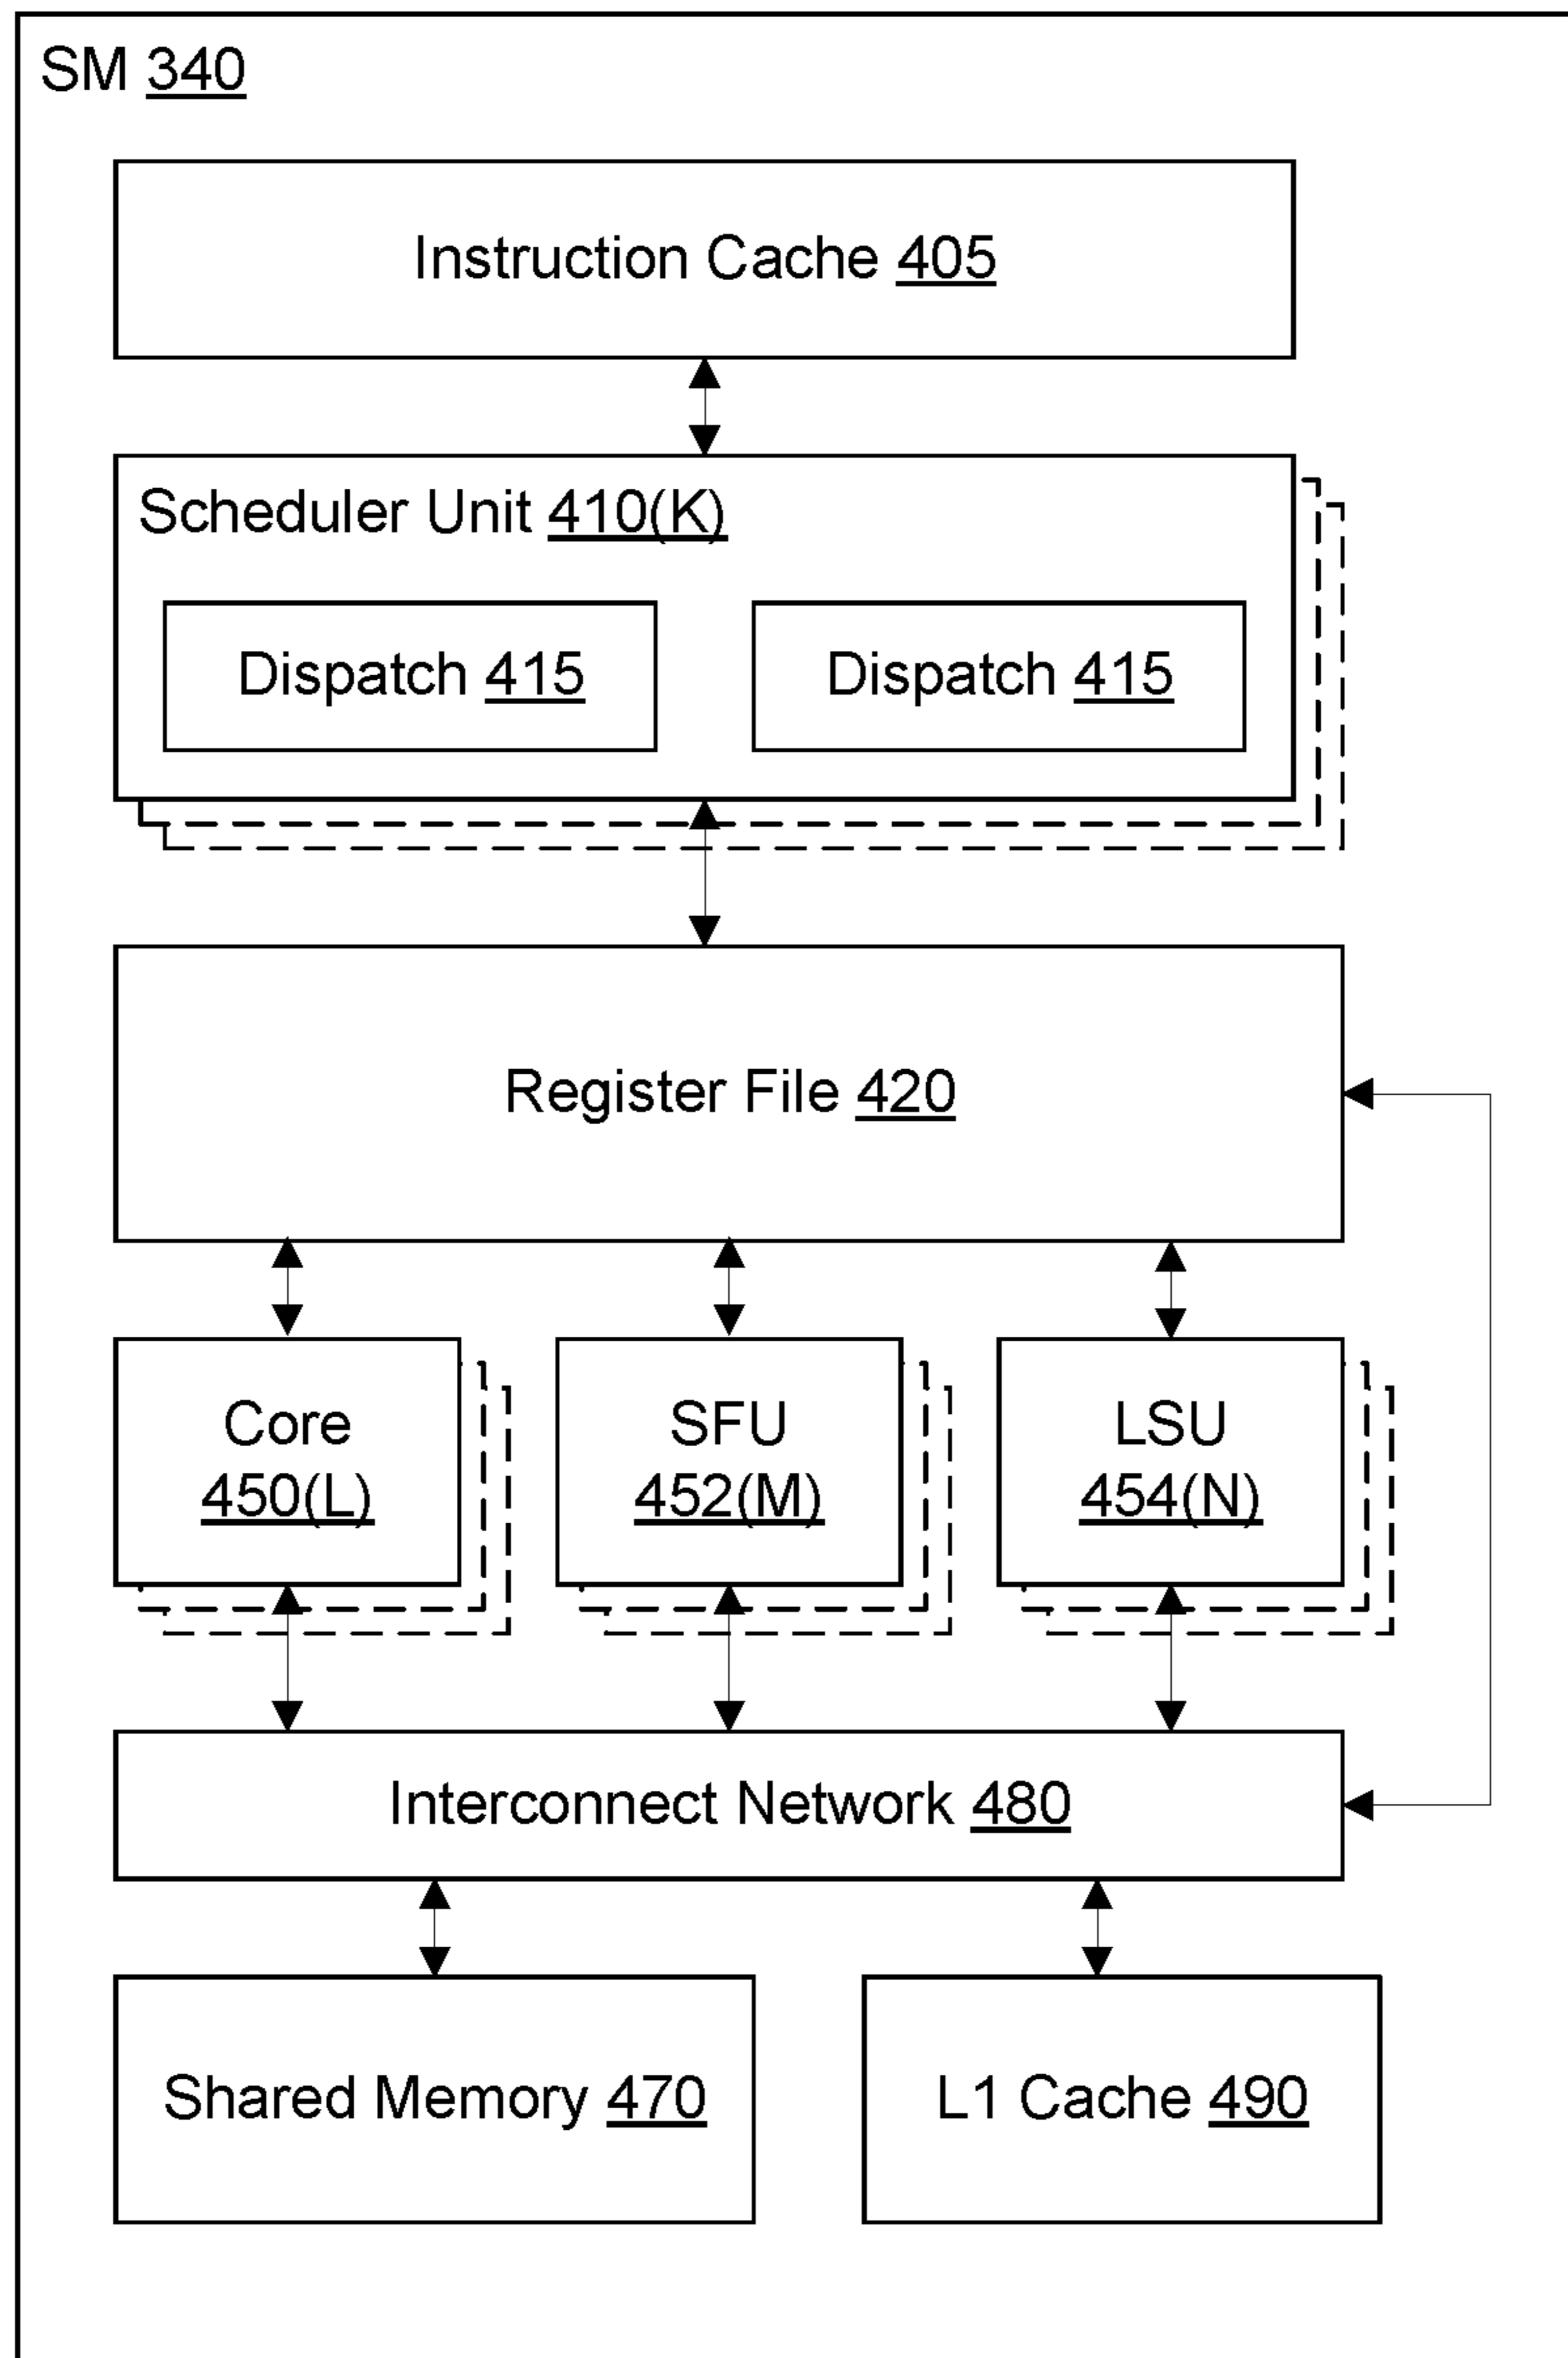 SM 340
Instruction Cache 405
Scheduler Unit 410(K)
Dispatch 415
Dispatch 415
Register File 420
Core
450(L)
SFU
452(M)
LSU
454(N)
Interconnect Network 480
Shared Memory 470
L1 Cache 490